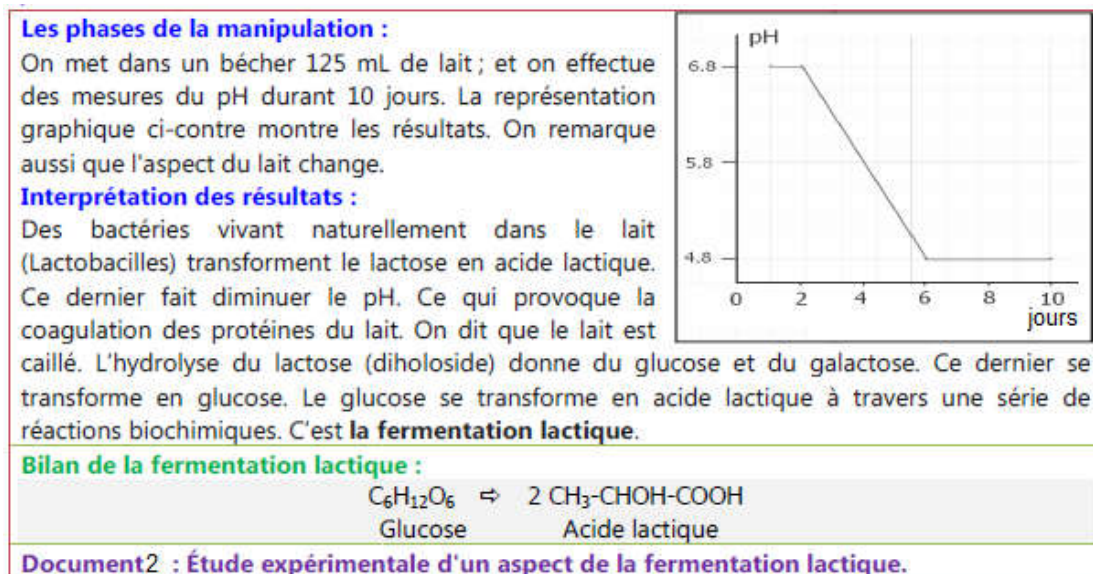 Les phases de la manipulation :
On met dans un bécher 125 mL de lait ; et on effectue
des mesures du pH durant 10 jours. La représentation
graphique ci-contre montre les résultats. On remarque
aussi que l'aspect du lait change.
Interprétation des résultats :
Des bactéries vivant naturellement dans le lait
(Lactobacilles) transforment le lactose en acide lactique.
Ce dernier fait diminuer le pH. Ce qui provoque la
coagulation des protéines du lait. On dit que le lait est
caillé. L'hydrolyse du lactose (diholoside) donne du glucose et du galactose. Ce dernier se
transforme en glucose. Le glucose se transforme en acide lactique à travers une série de
réactions biochimiques. C'est la fermentation lactique.
pH
6.8
5.8
4.8
0 2 4 6 8 10
jours
Bilan de la fermentation lactique :
C₆H₁₂O₆ ⇨ 2 CH₃-CHOH-COOH
Glucose Acide lactique
Document2 : Étude expérimentale d'un aspect de la fermentation lactique.